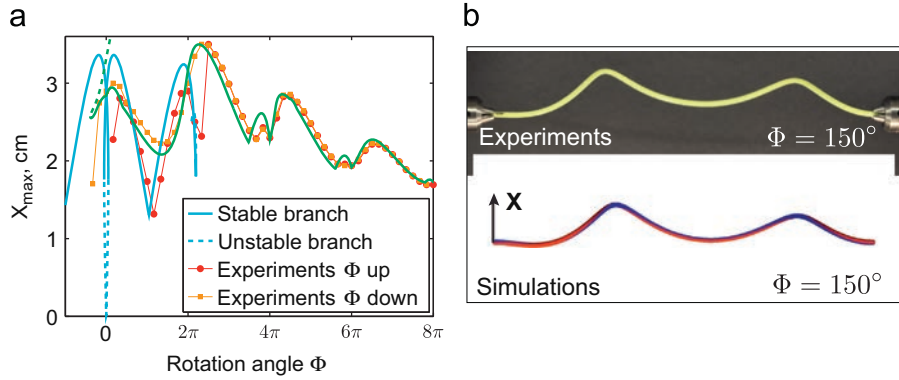 a
X_max, cm
3
2
1
0
0
2π
4π
6π
8π
Rotation angle Φ
Stable branch
Unstable branch
Experiments Φ up
Experiments Φ down
b
Experiments
Φ = 150°
X
Simulations
Φ = 150°